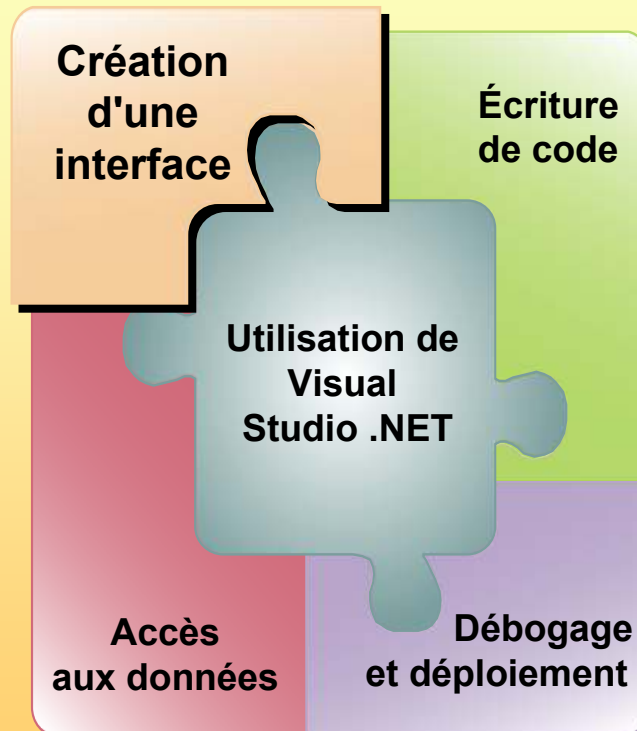 Création
d'une
interface
Écriture
de code
Utilisation de
Visual
Studio .NET
Accès
aux données
Débogage
et déploiement